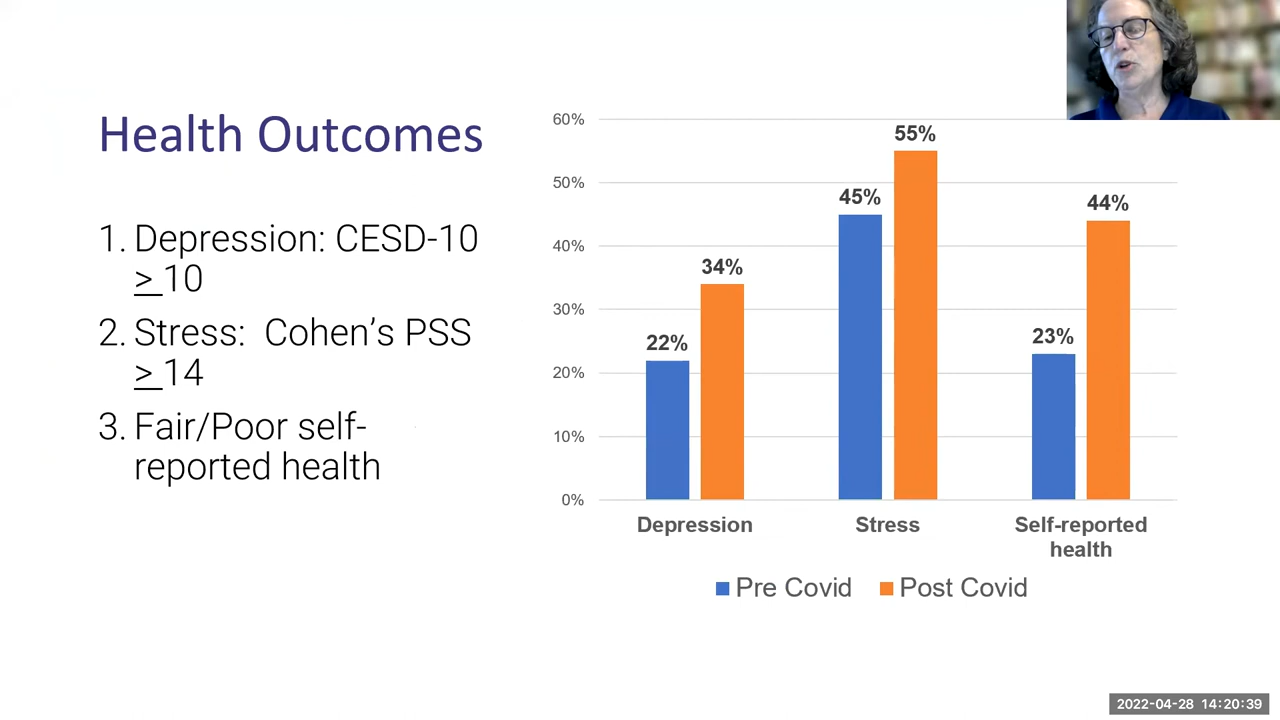 Health Outcomes
1. Depression: CESD-10
≥ 10
2. Stress:  Cohen’s PSS
≥ 14
3. Fair/Poor self-
reported health
60%
50%
40%
30%
20%
10%
0%
22%
34%
45%
55%
23%
44%
Depression
Stress
Self-reported
health
Pre Covid
Post Covid
2022-04-28 14:20:39